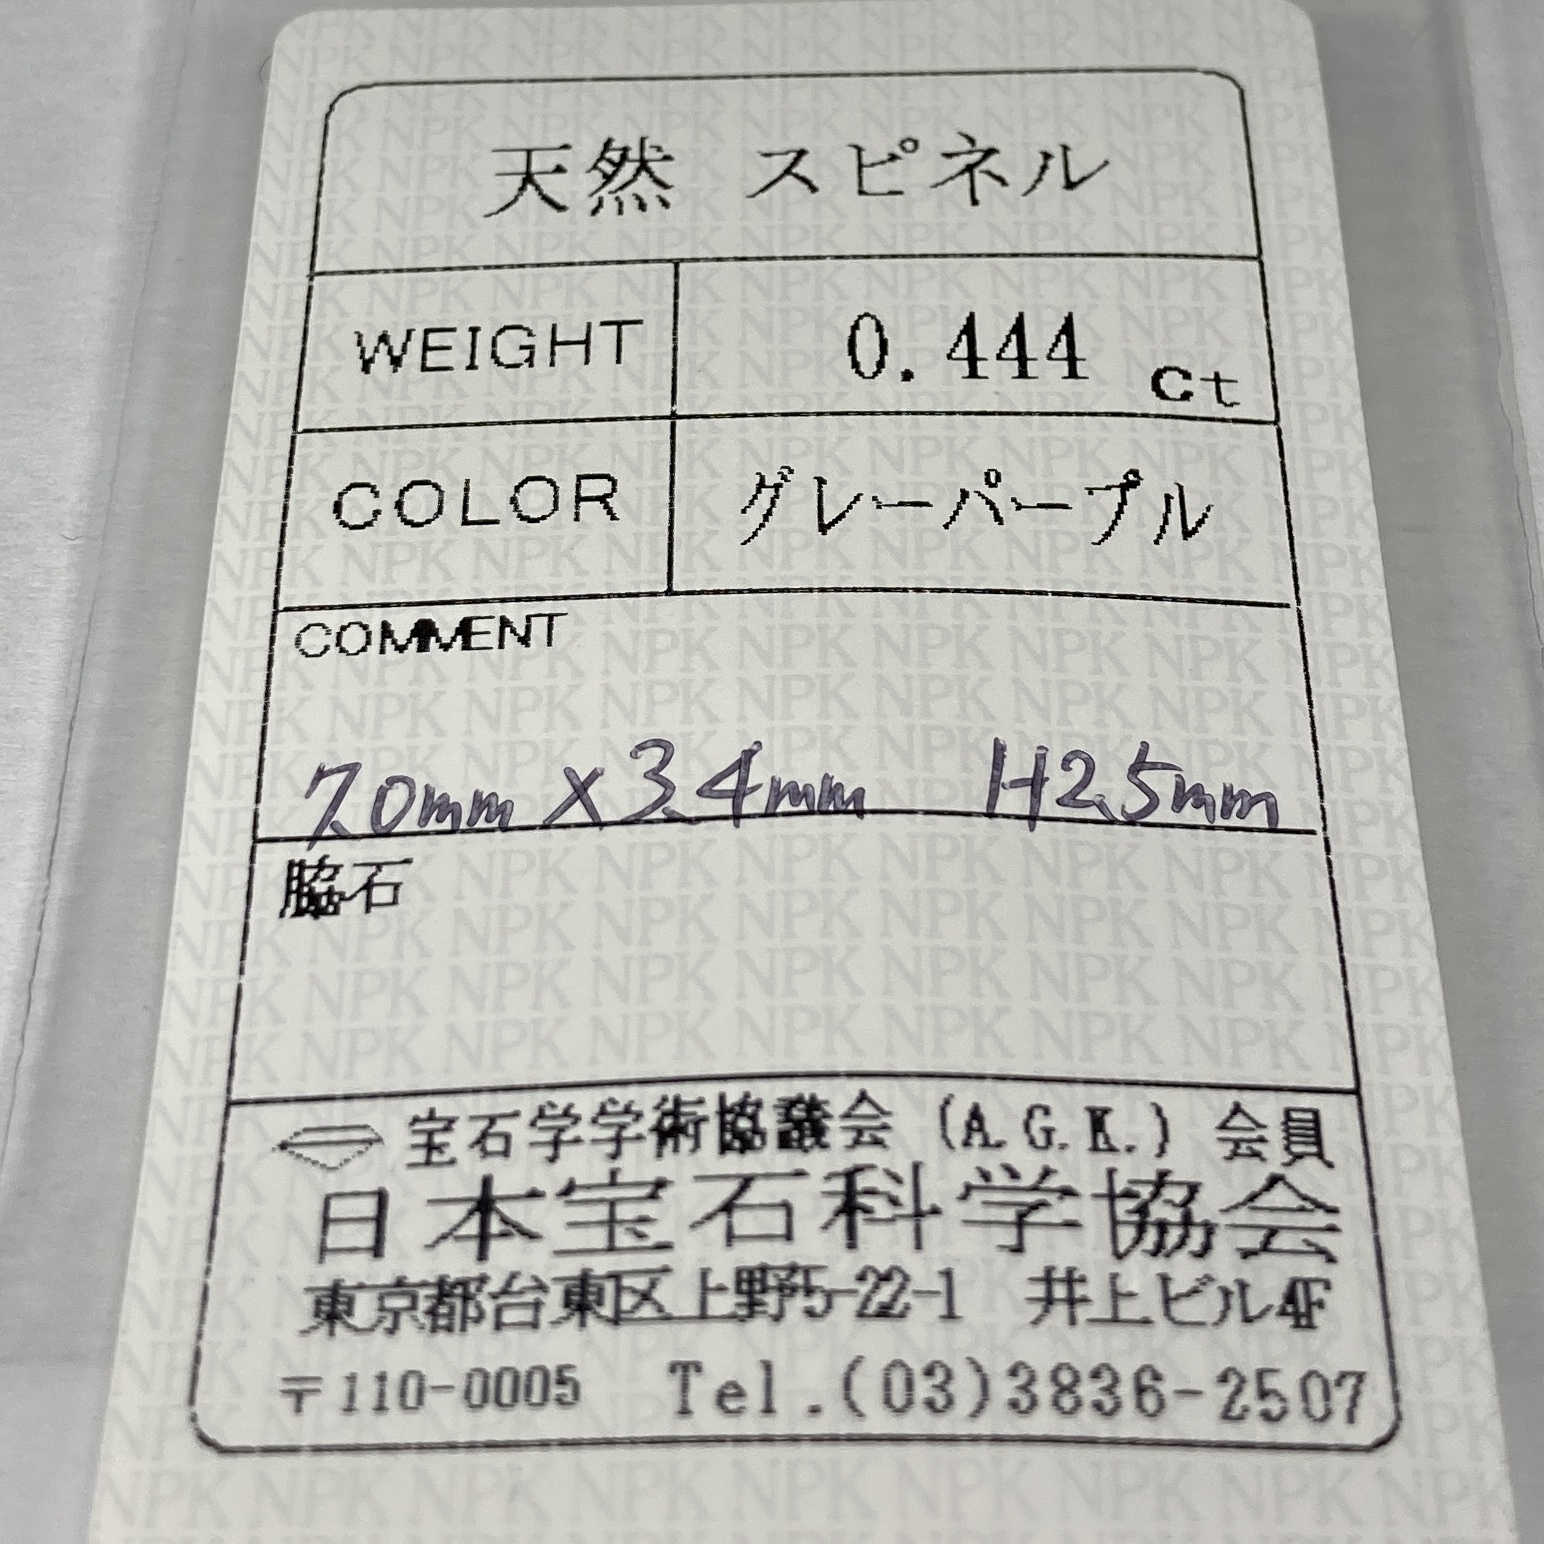 天然 スピネル
WEIGHT 0.444 ct
COLOR グレーパープル
COMMENT
7.0mm x 3.4mm H2.5mm
脇石
宝石学学術協議会 (A.G.K.) 会員
日本宝石科学協会
東京都台東区上野5-22-1 井上ビル4F
〒110-0005 Tel.(03)3836-2507